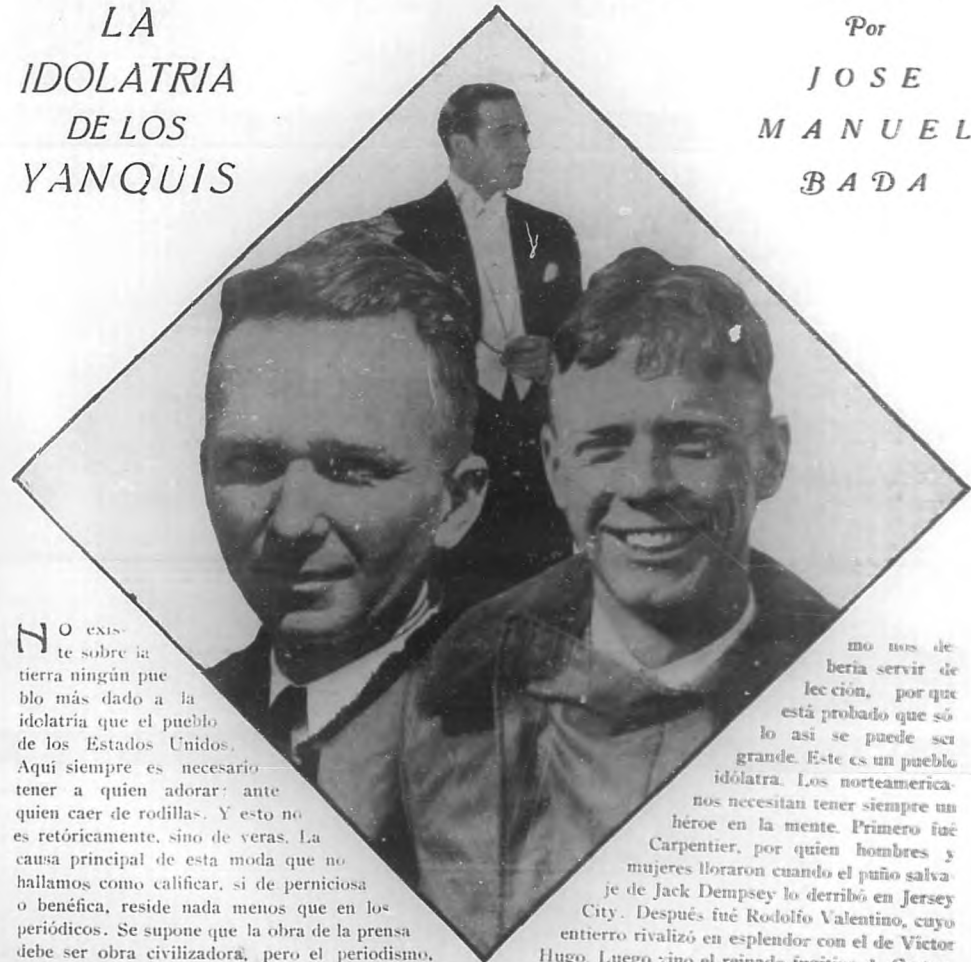 LA
IDOLATRIA
DE LOS
YANQUIS
Por
JOSE
MANUEL
BADA
NO exis-
te sobre la
tierra ningún pue
blo más dado a la
idolatría que el pueblo
de los Estados Unidos.
Aquí siempre es necesario
tener a quien adorar: ante
quien caer de rodillas. Y esto no
es retóricamente, sino de veras. La
causa principal de esta moda que no
hallamos como calificar, si de perniciosa
o benéfica, reside nada menos que en los
periódicos. Se supone que la obra de la prensa
debe ser obra civilizadora, pero el periodismo,
mo nos de-
bería servir de
lec ción, por que
está probado que só
lo así se puede ser
grande. Este es un pueblo
idólatra. Los norteamerica-
nos necesitan tener siempre un
héroe en la mente. Primero fué
Carpentier, por quien hombres y
mujeres lloraron cuando el puño salva-
je de Jack Dempsey lo derribó en Jersey
City. Después fué Rodolfo Valentino, cuyo
entierro rivalizó en esplendor con el de Víctor
Hugo. Luego vino el reinado